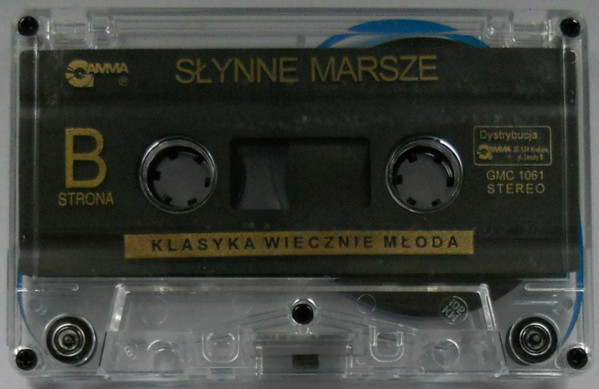 GAMMA
®
SŁYNNE MARSZE
B
STRONA
Dystrybucja
GAMMA
GMC 1061
STEREO
KLASYKA WIECZNIE MŁODA